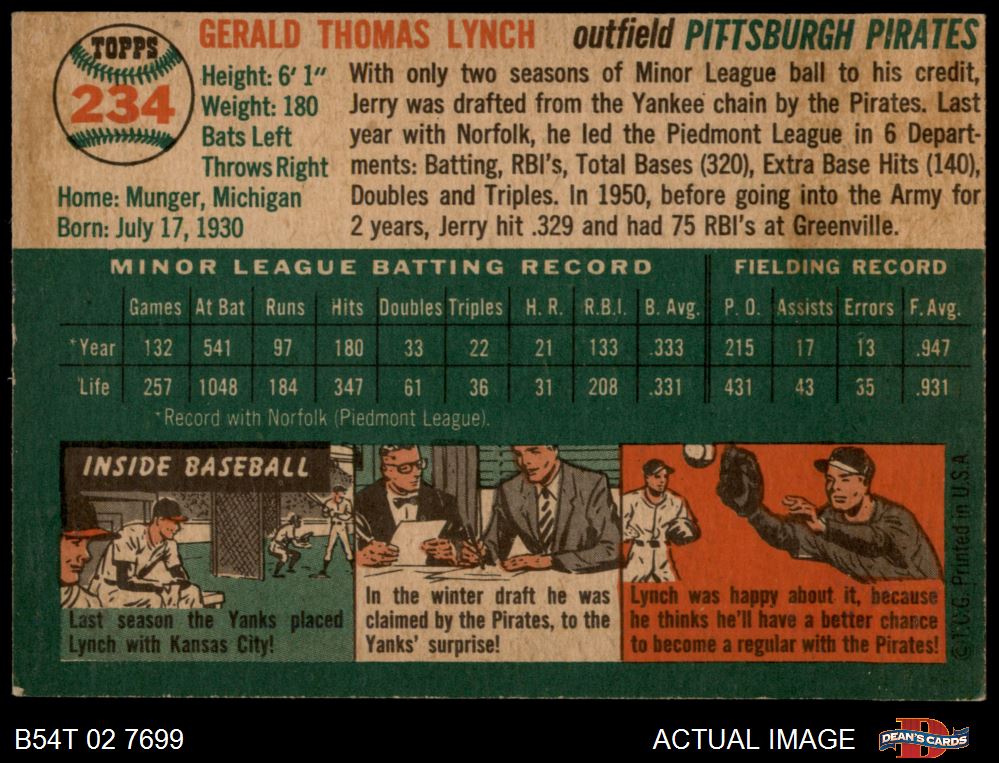 TOPPS
234
GERALD THOMAS LYNCH outfield PITTSBURGH PIRATES
Height: 6' 1"
Weight: 180
Bats Left
Throws Right
Home: Munger, Michigan
Born: July 17, 1930
With only two seasons of Minor League ball to his credit,
Jerry was drafted from the Yankee chain by the Pirates. Last
year with Norfolk, he led the Piedmont League in 6 Depart-
ments: Batting, RBI's, Total Bases (320), Extra Base Hits (140),
Doubles and Triples. In 1950, before going into the Army for
2 years, Jerry hit .329 and had 75 RBI's at Greenville.
MINOR LEAGUE BATTING RECORD FIELDING RECORD
Games At Bat Runs Hits Doubles Triples H. R. R.B.I. B. Avg. P. O. Assists Errors F. Avg.
*Year 132 541 97 180 33 22 21 133 .333 215 17 13 .947
Life 257 1048 184 347 61 36 31 208 .331 431 43 35 .931
*Record with Norfolk (Piedmont League).
INSIDE BASEBALL
Last season the Yanks placed
Lynch with Kansas City!
In the winter draft he was
claimed by the Pirates, to the
Yanks' surprise!
Lynch was happy about it, because
he thinks he'll have a better chance
to become a regular with the Pirates!
© T.C.G. Printed in U.S.A.
B54T 02 7699
ACTUAL IMAGE
D
DEAN'S CARDS